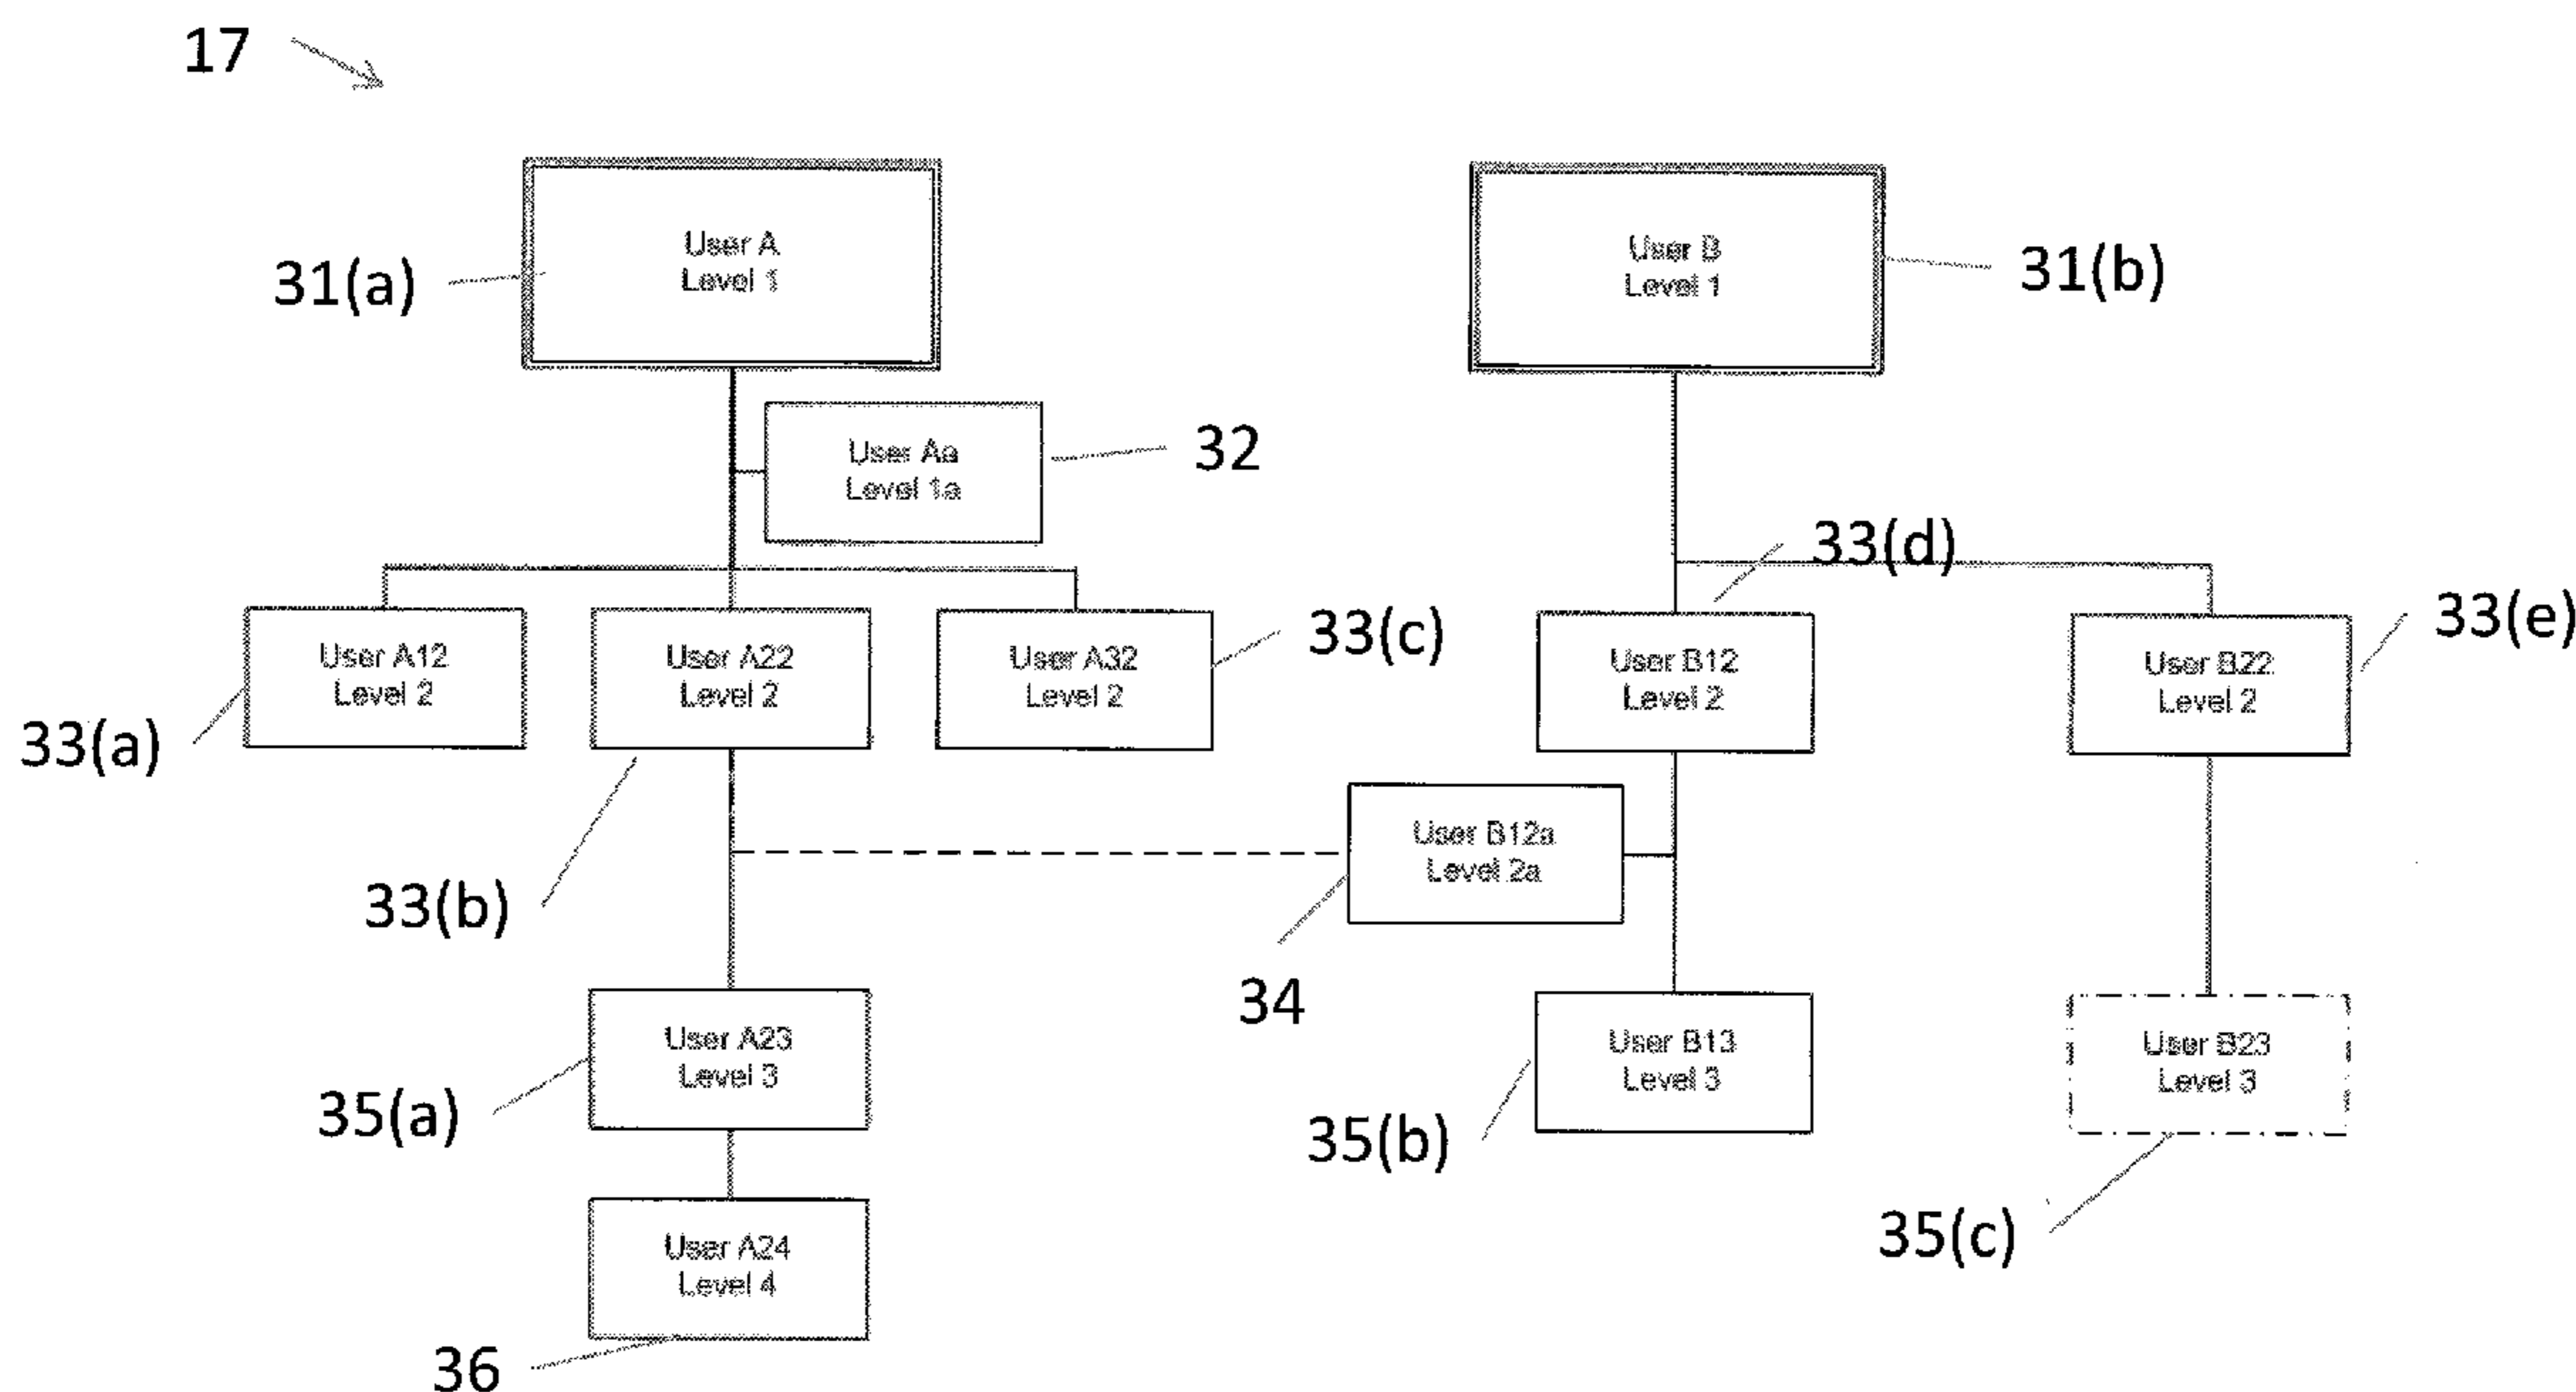 17
User A
Level 1
31(a)
User B
Level 1
31(b)
User Aa
Level 1a
32
33(d)
User A12
Level 2
33(a)
User A22
Level 2
33(b)
User A32
Level 2
33(c)
User B12
Level 2
User B22
Level 2
33(e)
User B12a
Level 2a
34
User A23
Level 3
35(a)
User B13
Level 3
35(b)
User B23
Level 3
35(c)
User A24
Level 4
36